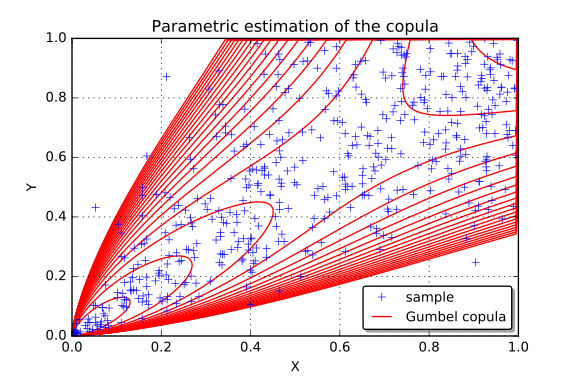 Parametric estimation of the copula
1.0
0.8
0.6
0.4
0.2
0.0
Y
0.0 0.2 0.4 0.6 0.8 1.0
X
sample
Gumbel copula